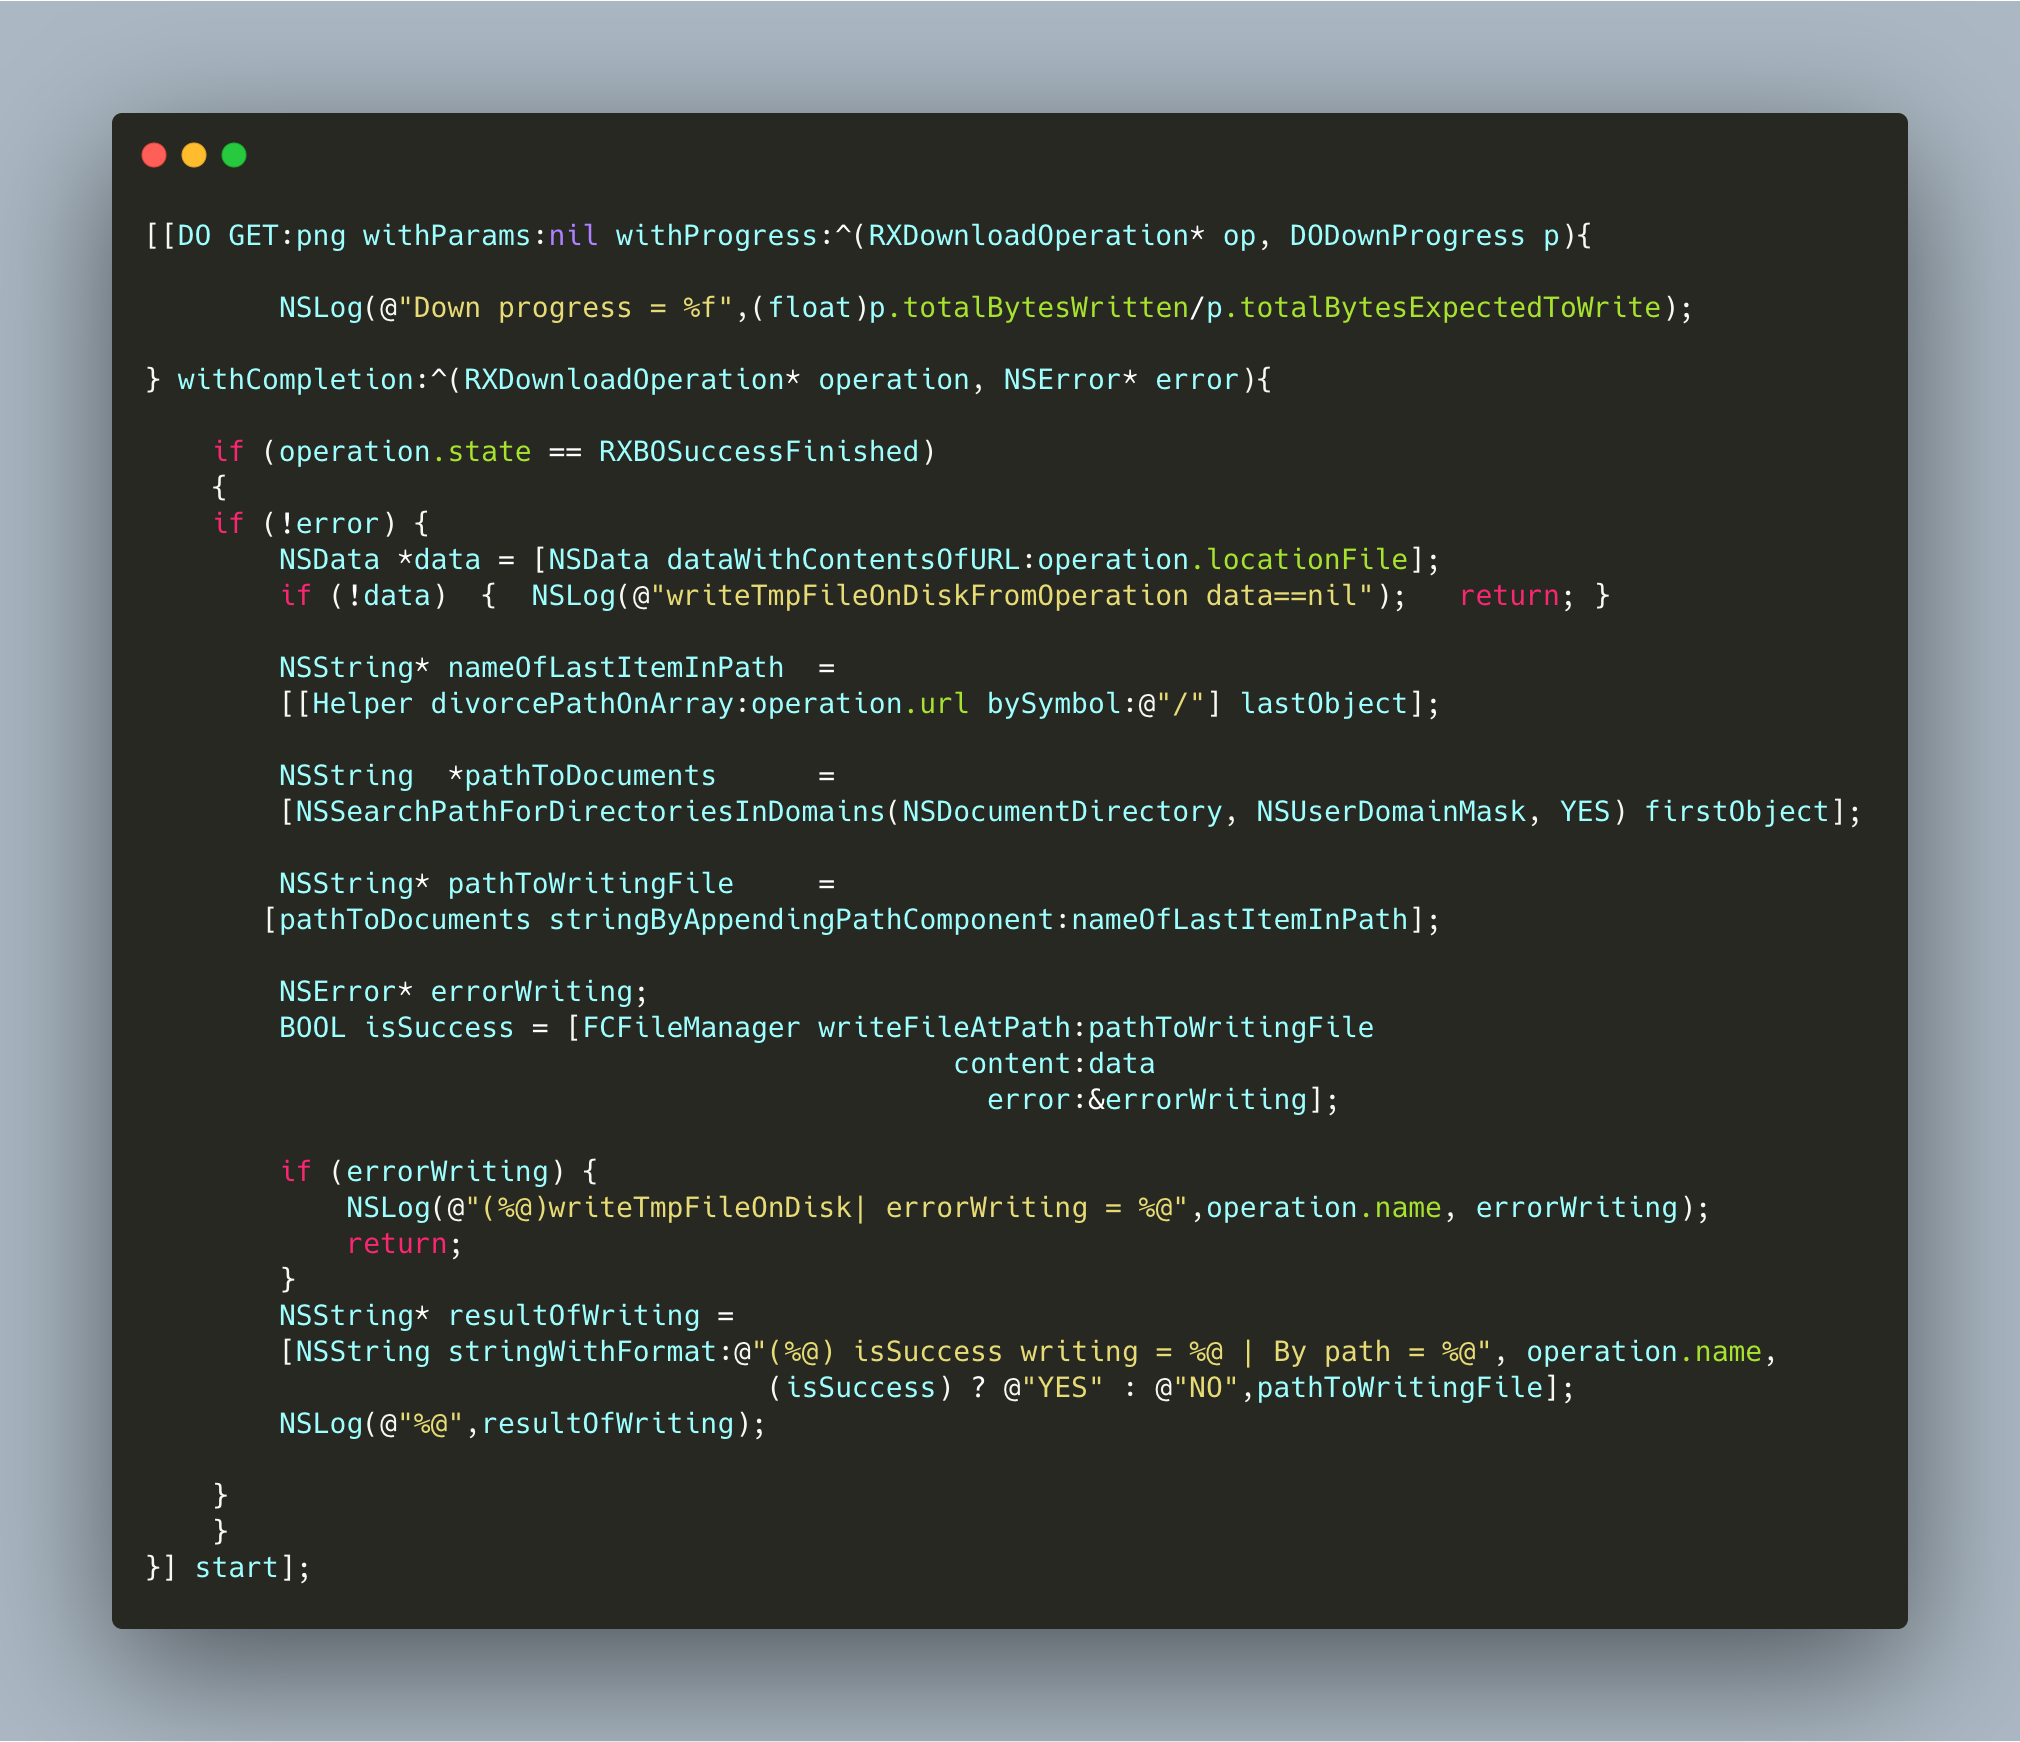 [[DO GET:png withParams:nil withProgress:^(RXDownloadOperation* op, DODownProgress p){
NSLog(@"Down progress = %f",(float)p.totalBytesWritten/p.totalBytesExpectedToWrite);
} withCompletion:^(RXDownloadOperation* operation, NSError* error){
if (operation.state == RXBOSuccessFinished)
{
if (!error) {
NSData *data = [NSData dataWithContentsOfURL:operation.locationFile];
if (!data)  {  NSLog(@"writeTmpFileOnDiskFromOperation data==nil");   return; }
NSString* nameOfLastItemInPath  =
[[Helper divorcePathOnArray:operation.url bySymbol:@"/"] lastObject];
NSString  *pathToDocuments      =
[NSSearchPathForDirectoriesInDomains(NSDocumentDirectory, NSUserDomainMask, YES) firstObject];
NSString* pathToWritingFile     =
[pathToDocuments stringByAppendingPathComponent:nameOfLastItemInPath];
NSError* errorWriting;
BOOL isSuccess = [FCFileManager writeFileAtPath:pathToWritingFile
content:data
error:&errorWriting];
if (errorWriting) {
NSLog(@"(%@)writeTmpFileOnDisk| errorWriting = %@",operation.name, errorWriting);
return;
}
NSString* resultOfWriting =
[NSString stringWithFormat:@"(%@) isSuccess writing = %@ | By path = %@", operation.name,
(isSuccess) ? @"YES" : @"NO",pathToWritingFile];
NSLog(@"%@",resultOfWriting);
}
}
}] start];